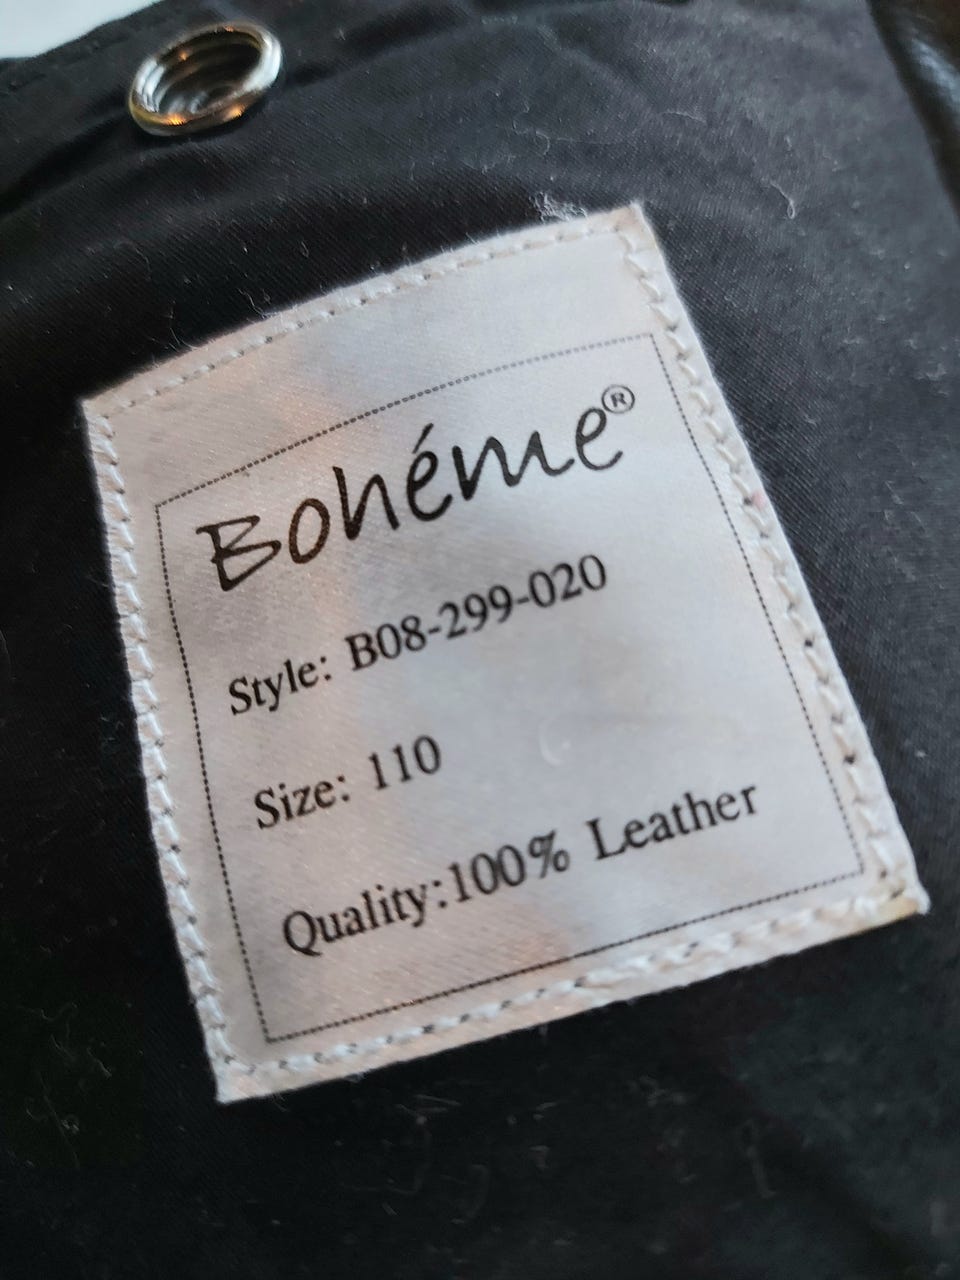 Bohéme®
Style: B08-299-020
Size: 110
Quality:100% Leather